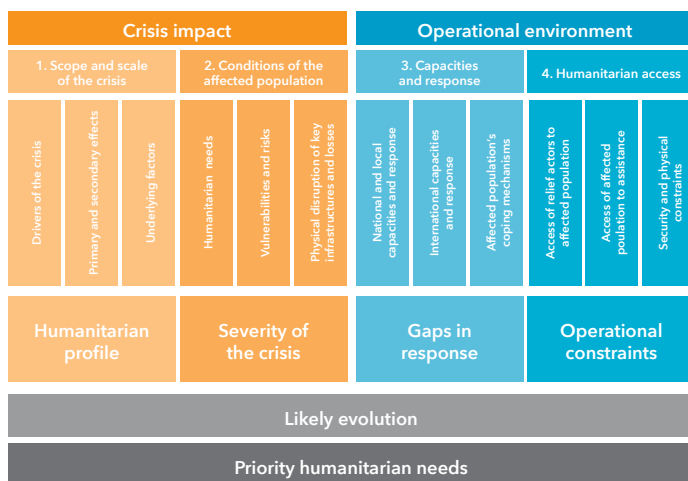 Crisis impact
Operational environment
1. Scope and scale
of the crisis
2. Conditions of the
affected population
3. Capacities
and response
4. Humanitarian access
Drivers of the crisis
Primary and secondary effects
Underlying factors
Humanitarian needs
Vulnerabilities and risks
Physical disruption of key
infrastructures and losses
National and local
capacities and response
International capacities
and response
Affected population's
coping mechanisms
Access of relief actors to
affected population
Access of affected
poulation to assistance
Security and physical
constraints
Humanitarian
profile
Severity of
the crisis
Gaps in
response
Operational
constraints
Likely evolution
Priority humanitarian needs